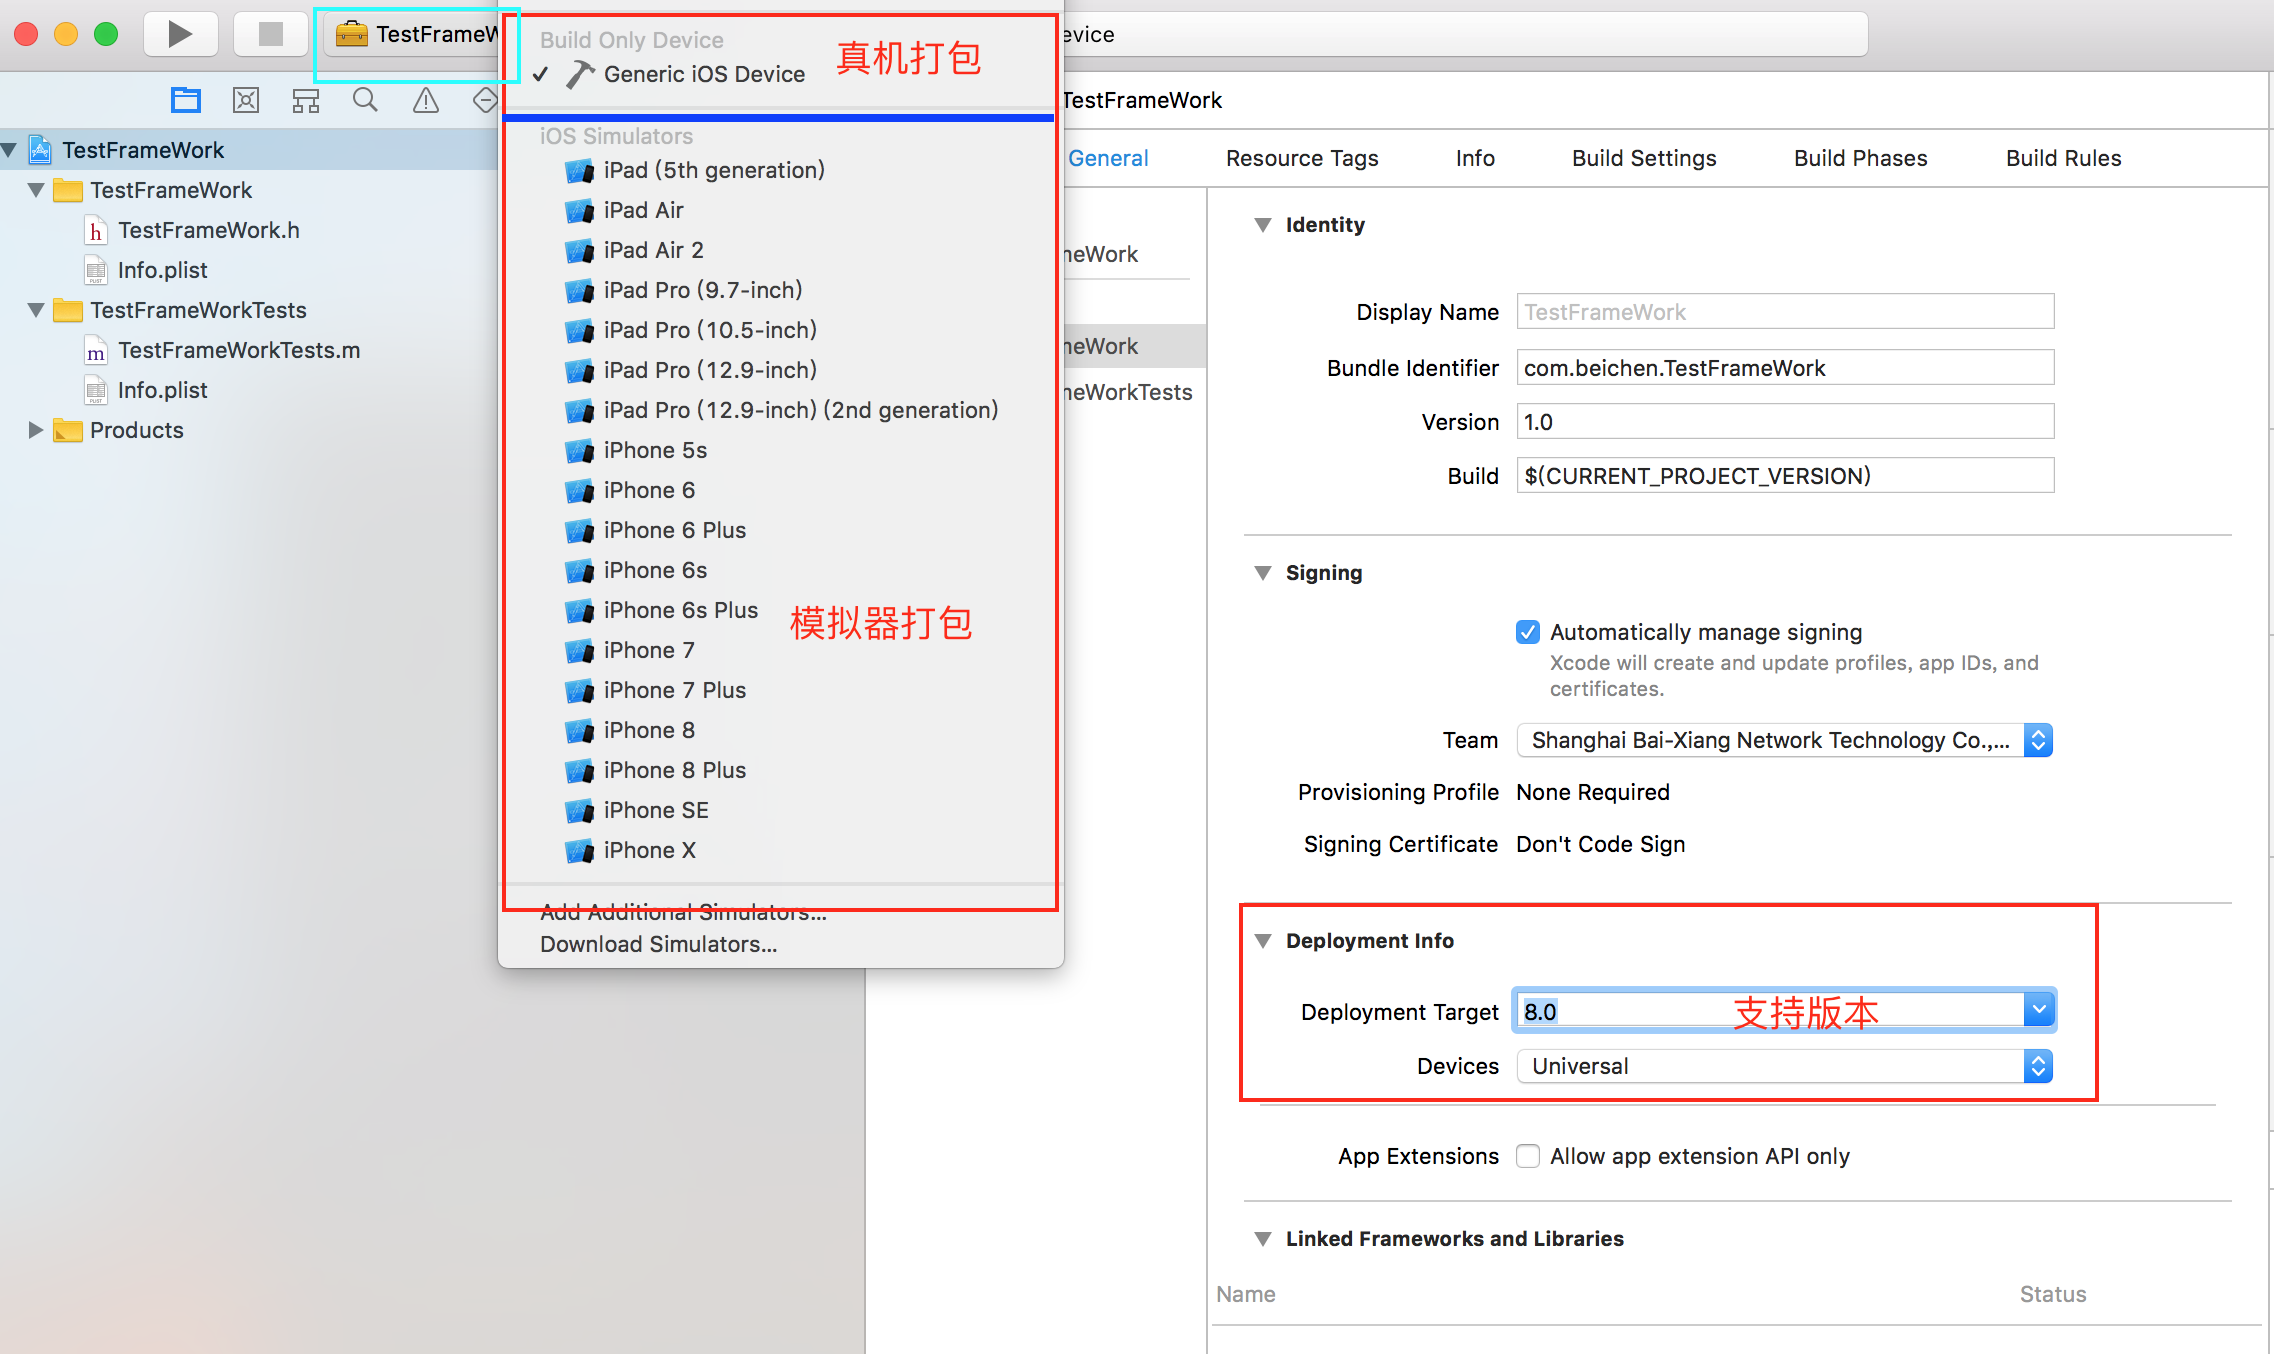 TestFrameW
evice
Build Only Device
Generic iOS Device
真机打包
iOS Simulators
iPad (5th generation)
iPad Air
iPad Air 2
iPad Pro (9.7-inch)
iPad Pro (10.5-inch)
iPad Pro (12.9-inch)
iPad Pro (12.9-inch) (2nd generation)
iPhone 5s
iPhone 6
iPhone 6 Plus
iPhone 6s
iPhone 6s Plus
模拟器打包
iPhone 7
iPhone 7 Plus
iPhone 8
iPhone 8 Plus
iPhone SE
iPhone X
Add Additional Simulators...
Download Simulators...
TestFrameWork
TestFrameWork
h TestFrameWork.h
PLIST Info.plist
TestFrameWorkTests
m TestFrameWorkTests.m
PLIST Info.plist
Products
TestFrameWork
General Resource Tags Info Build Settings Build Phases Build Rules
neWork
neWork
neWorkTests
Identity
Display Name TestFrameWork
Bundle Identifier com.beichen.TestFrameWork
Version 1.0
Build $(CURRENT_PROJECT_VERSION)
Signing
Automatically manage signing
Xcode will create and update profiles, app IDs, and
certificates.
Team Shanghai Bai-Xiang Network Technology Co.,...
Provisioning Profile None Required
Signing Certificate Don't Code Sign
Deployment Info
Deployment Target 8.0 支持版本
Devices Universal
App Extensions Allow app extension API only
Linked Frameworks and Libraries
Name Status